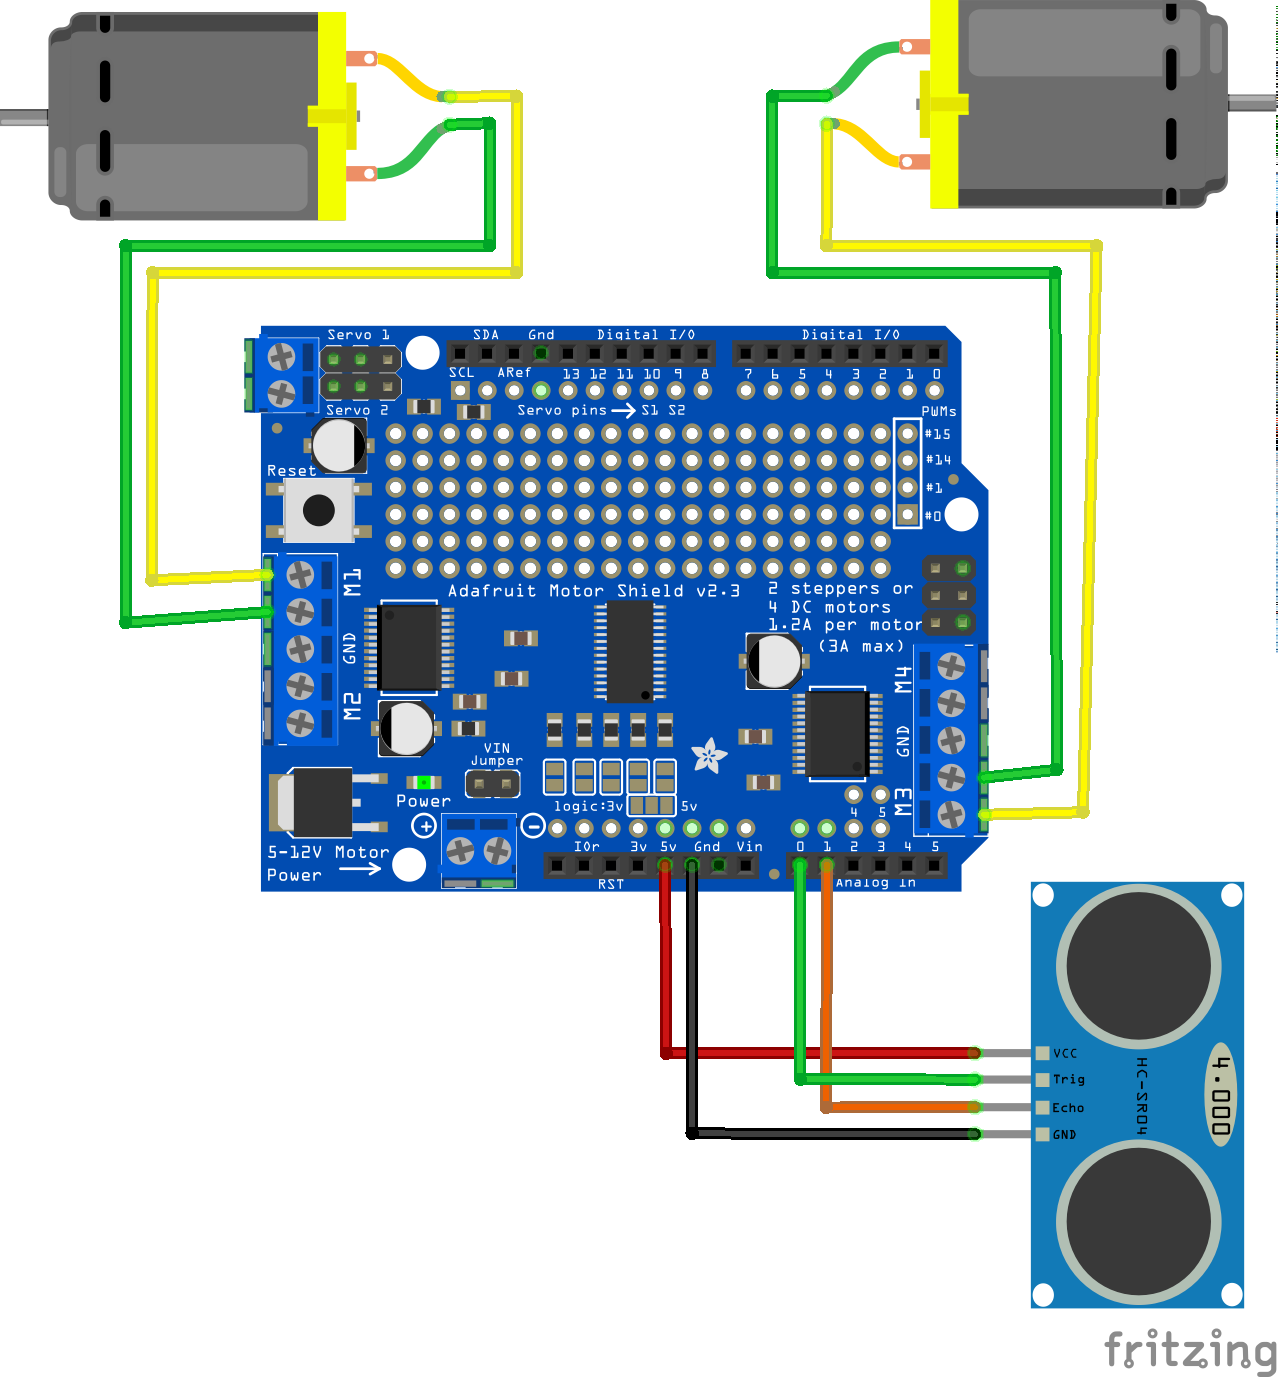 Servo 1
SDA Gnd Digital I/O Digital I/O
SCL ARef 13 12 11 10 9 8 7 6 5 4 3 2 1 0
Servo 2 Servo pins S1 S2 PWMs
#15
#14
#1
#0
Reset
M1
GND
M2
Adafruit Motor Shield v2.3
2 steppers or
4 DC motors
1.2A per motor
(3A max)
M4
GND
M3
VIN
Jumper
Power
logic:3v 5v
4 5
+ -
5-12V Motor
Power
IOr 3v 5v Gnd Vin 0 1 2 3 4 5
RST Analog In
VCC
Trig
Echo
GND
HC-SR04
4.000
fritzing